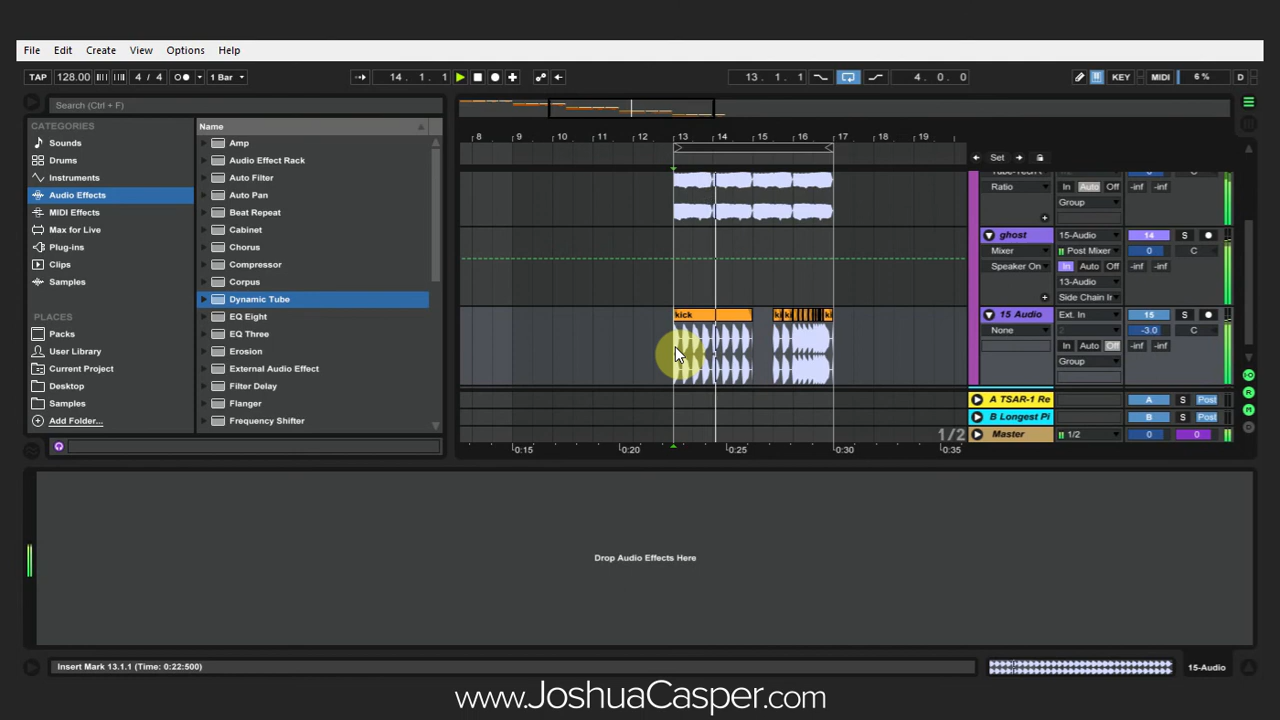 File Edit Create View Options Help
TAP 128.00 4 / 4 1 Bar 14. 1. 1 13. 1. 1 4. 0. 0 KEY MIDI 6 % D
Search (Ctrl + F)
CATEGORIES
Sounds
Drums
Instruments
Audio Effects
MIDI Effects
Max for Live
Plug-ins
Clips
Samples
PLACES
Packs
User Library
Current Project
Desktop
Samples
Add Folder...
Name
Amp
Audio Effect Rack
Auto Filter
Auto Pan
Beat Repeat
Cabinet
Chorus
Compressor
Corpus
Dynamic Tube
EQ Eight
EQ Three
Erosion
External Audio Effect
Filter Delay
Flanger
Frequency Shifter
8 9 10 11 12 13 14 15 16 17 18 19
Set
Ratio In Auto Off -inf -inf
Group
ghost 15-Audio 14 S
Mixer Post Mixer 0 C
Speaker On In Auto Off -inf -inf
13-Audio
Side Chain In
kick
15 Audio Ext. In 15 S
None 2 -3.0 C
In Auto Off -inf -inf
Group
A TSAR-1 Re A S Post
B Longest Pi B S Post
1/2 Master 1/2 0 0
0:15 0:20 0:25 0:30 0:35
Drop Audio Effects Here
Insert Mark 13.1.1 (Time: 0:22:500)
15-Audio
www.JoshuaCasper.com